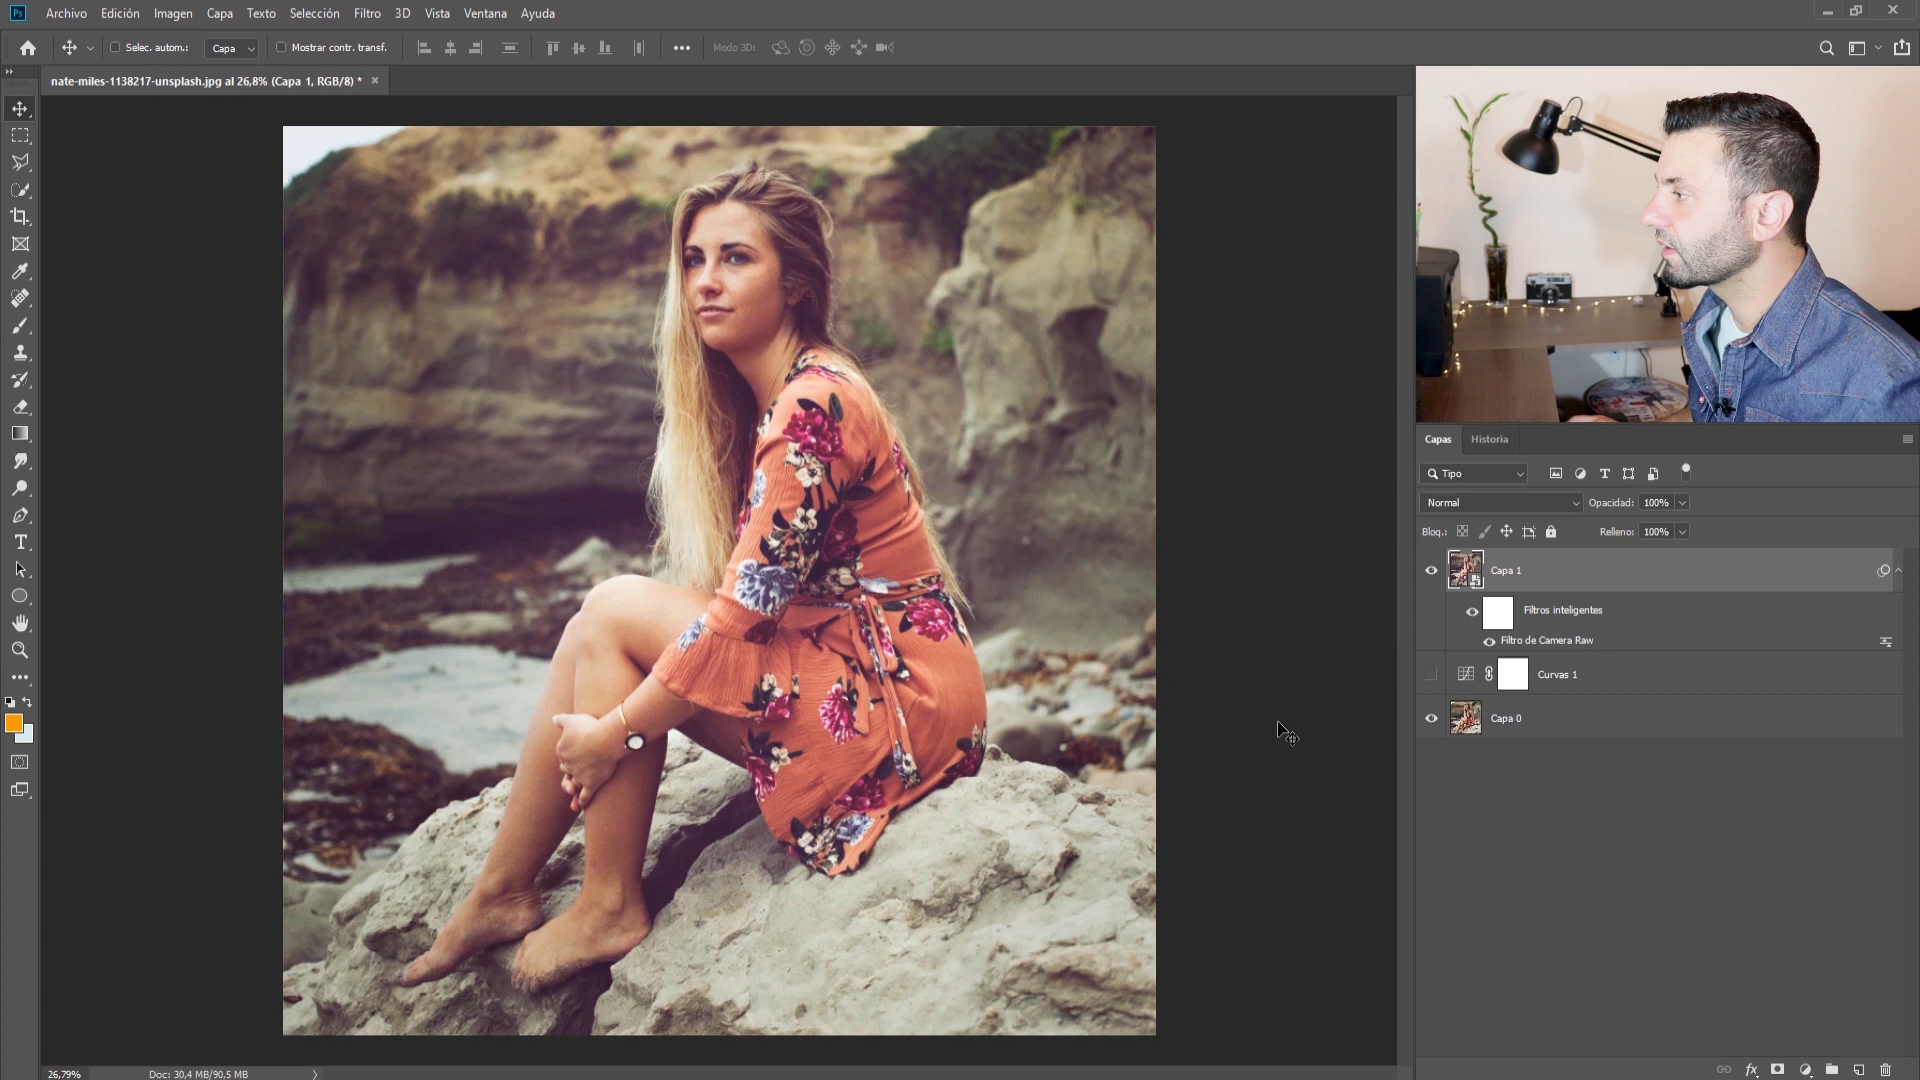 Ps Archivo Edición Imagen Capa Texto Selección Filtro 3D Vista Ventana Ayuda
Selec. autom.: Capa Mostrar contr. transf. Modo 3D:
nate-miles-1138217-unsplash.jpg al 26,8% (Capa 1, RGB/8) *
Capas Historia
Tipo
Normal Opacidad: 100%
Bloq.: Relleno: 100%
Capa 1
Filtros inteligentes
Filtro de Camera Raw
Curvas 1
Capa 0
fx
26,79% Doc: 30,4 MB/90,5 MB